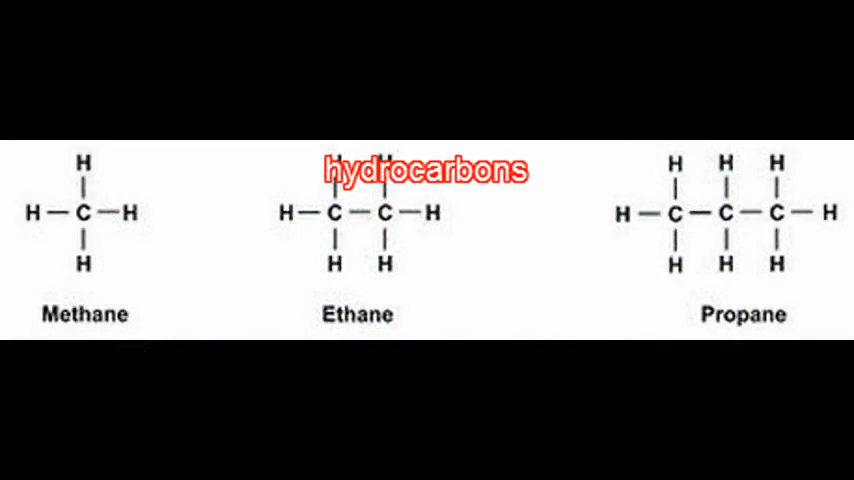 hydrocarbons
H H H H H H
H — C — H H — C — C — H H — C — C — C — H
H H H H H H
Methane Ethane Propane